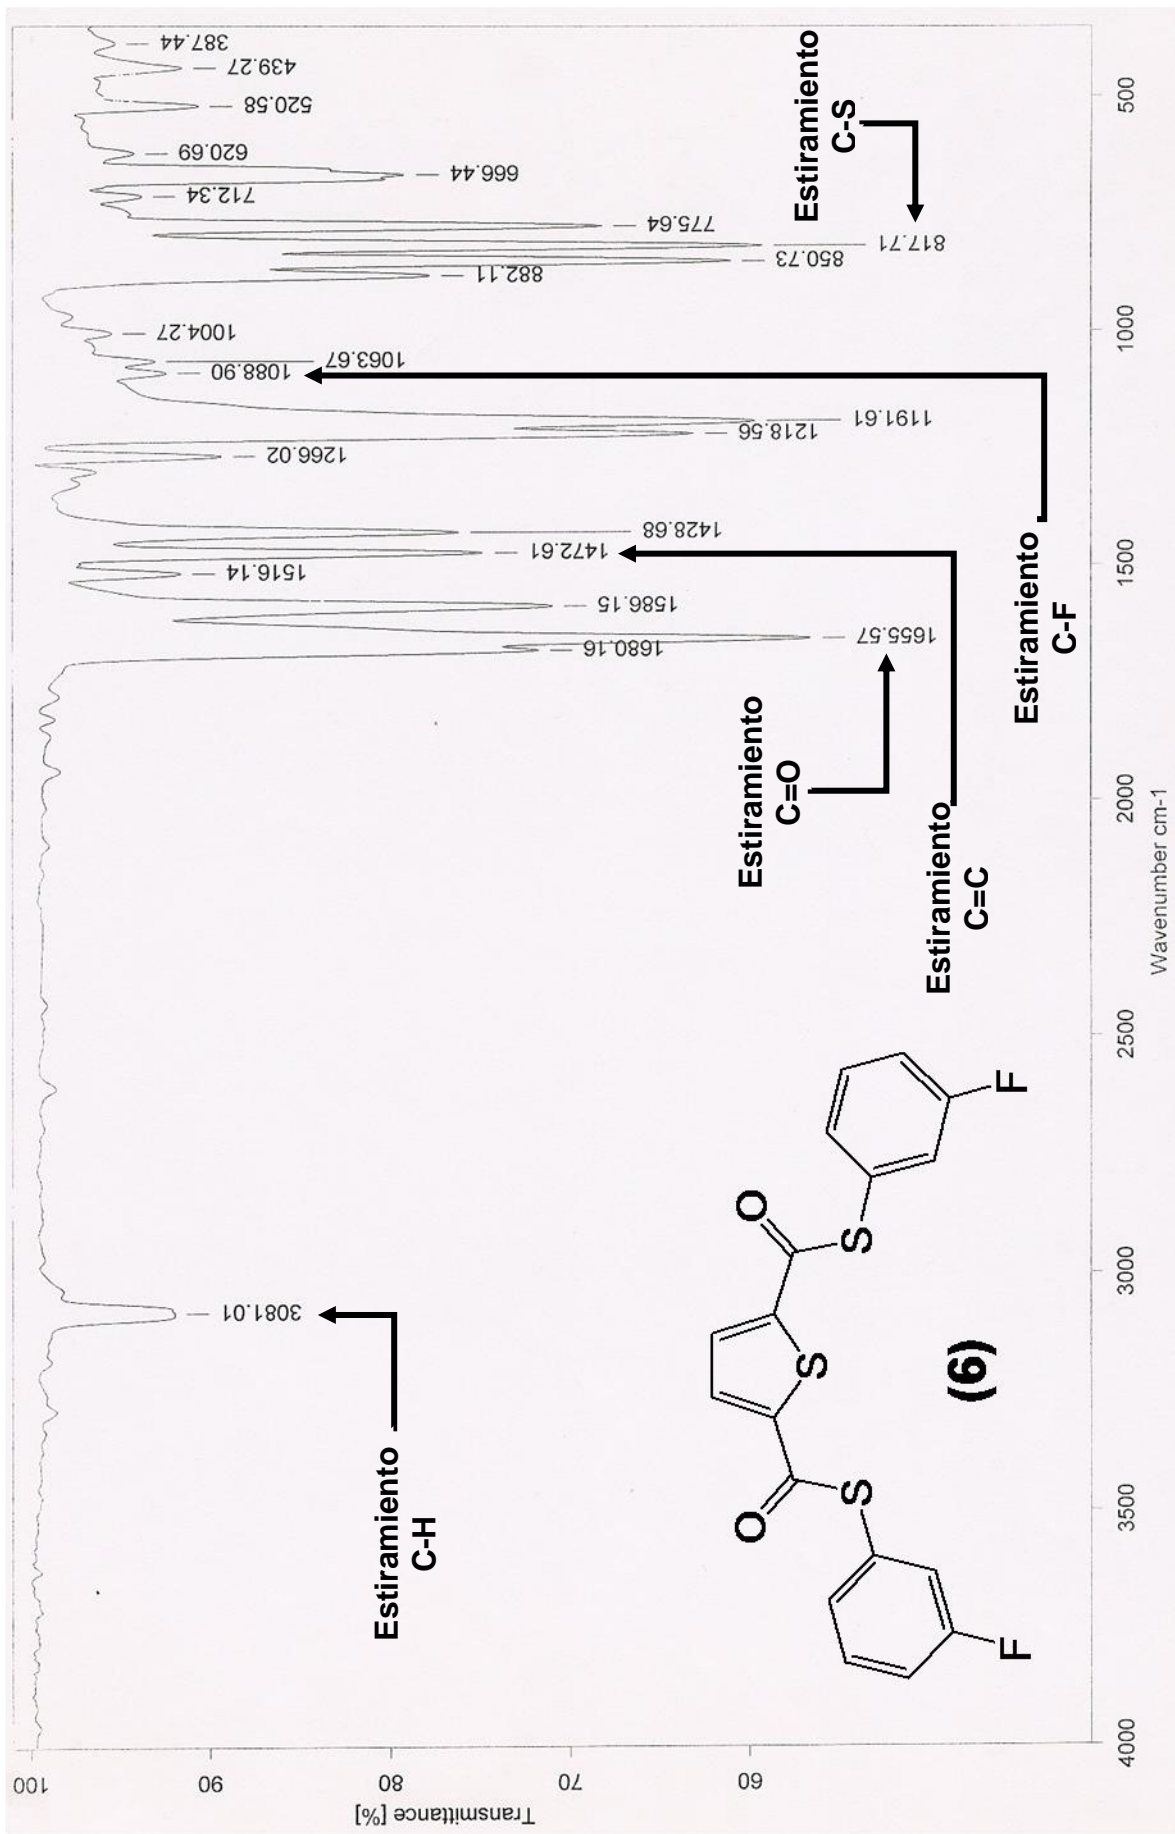 Transmittance [%]
100
90
80
70
60
3081.01
1680.16
1655.57
1586.15
1516.14
1472.61
1428.68
1266.02
1218.56
1191.61
1088.90
1063.67
1004.27
882.11
850.73
817.71
775.64
712.34
666.44
620.69
520.58
439.27
387.44
Estiramiento
C-H
Estiramiento
C=O
Estiramiento
C=C
Estiramiento
C-F
Estiramiento
C-S
O
O
S
S
S
F
F
(6)
4000
3500
3000
2500
2000
1500
1000
500
Wavenumber cm-1